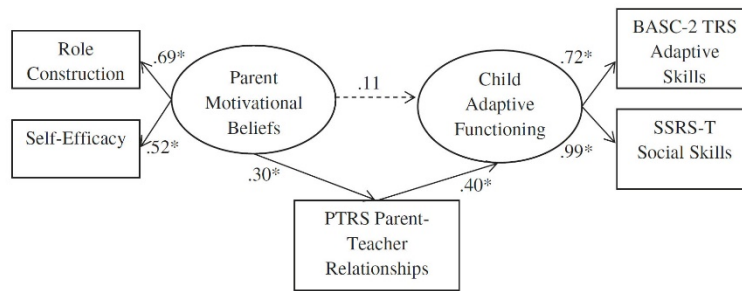 Role
Construction
Self-Efficacy
.69*
.52*
Parent
Motivational
Beliefs
.11
Child
Adaptive
Functioning
.72*
.99*
BASC-2 TRS
Adaptive
Skills
SSRS-T
Social Skills
.30*
.40*
PTRS Parent-
Teacher
Relationships